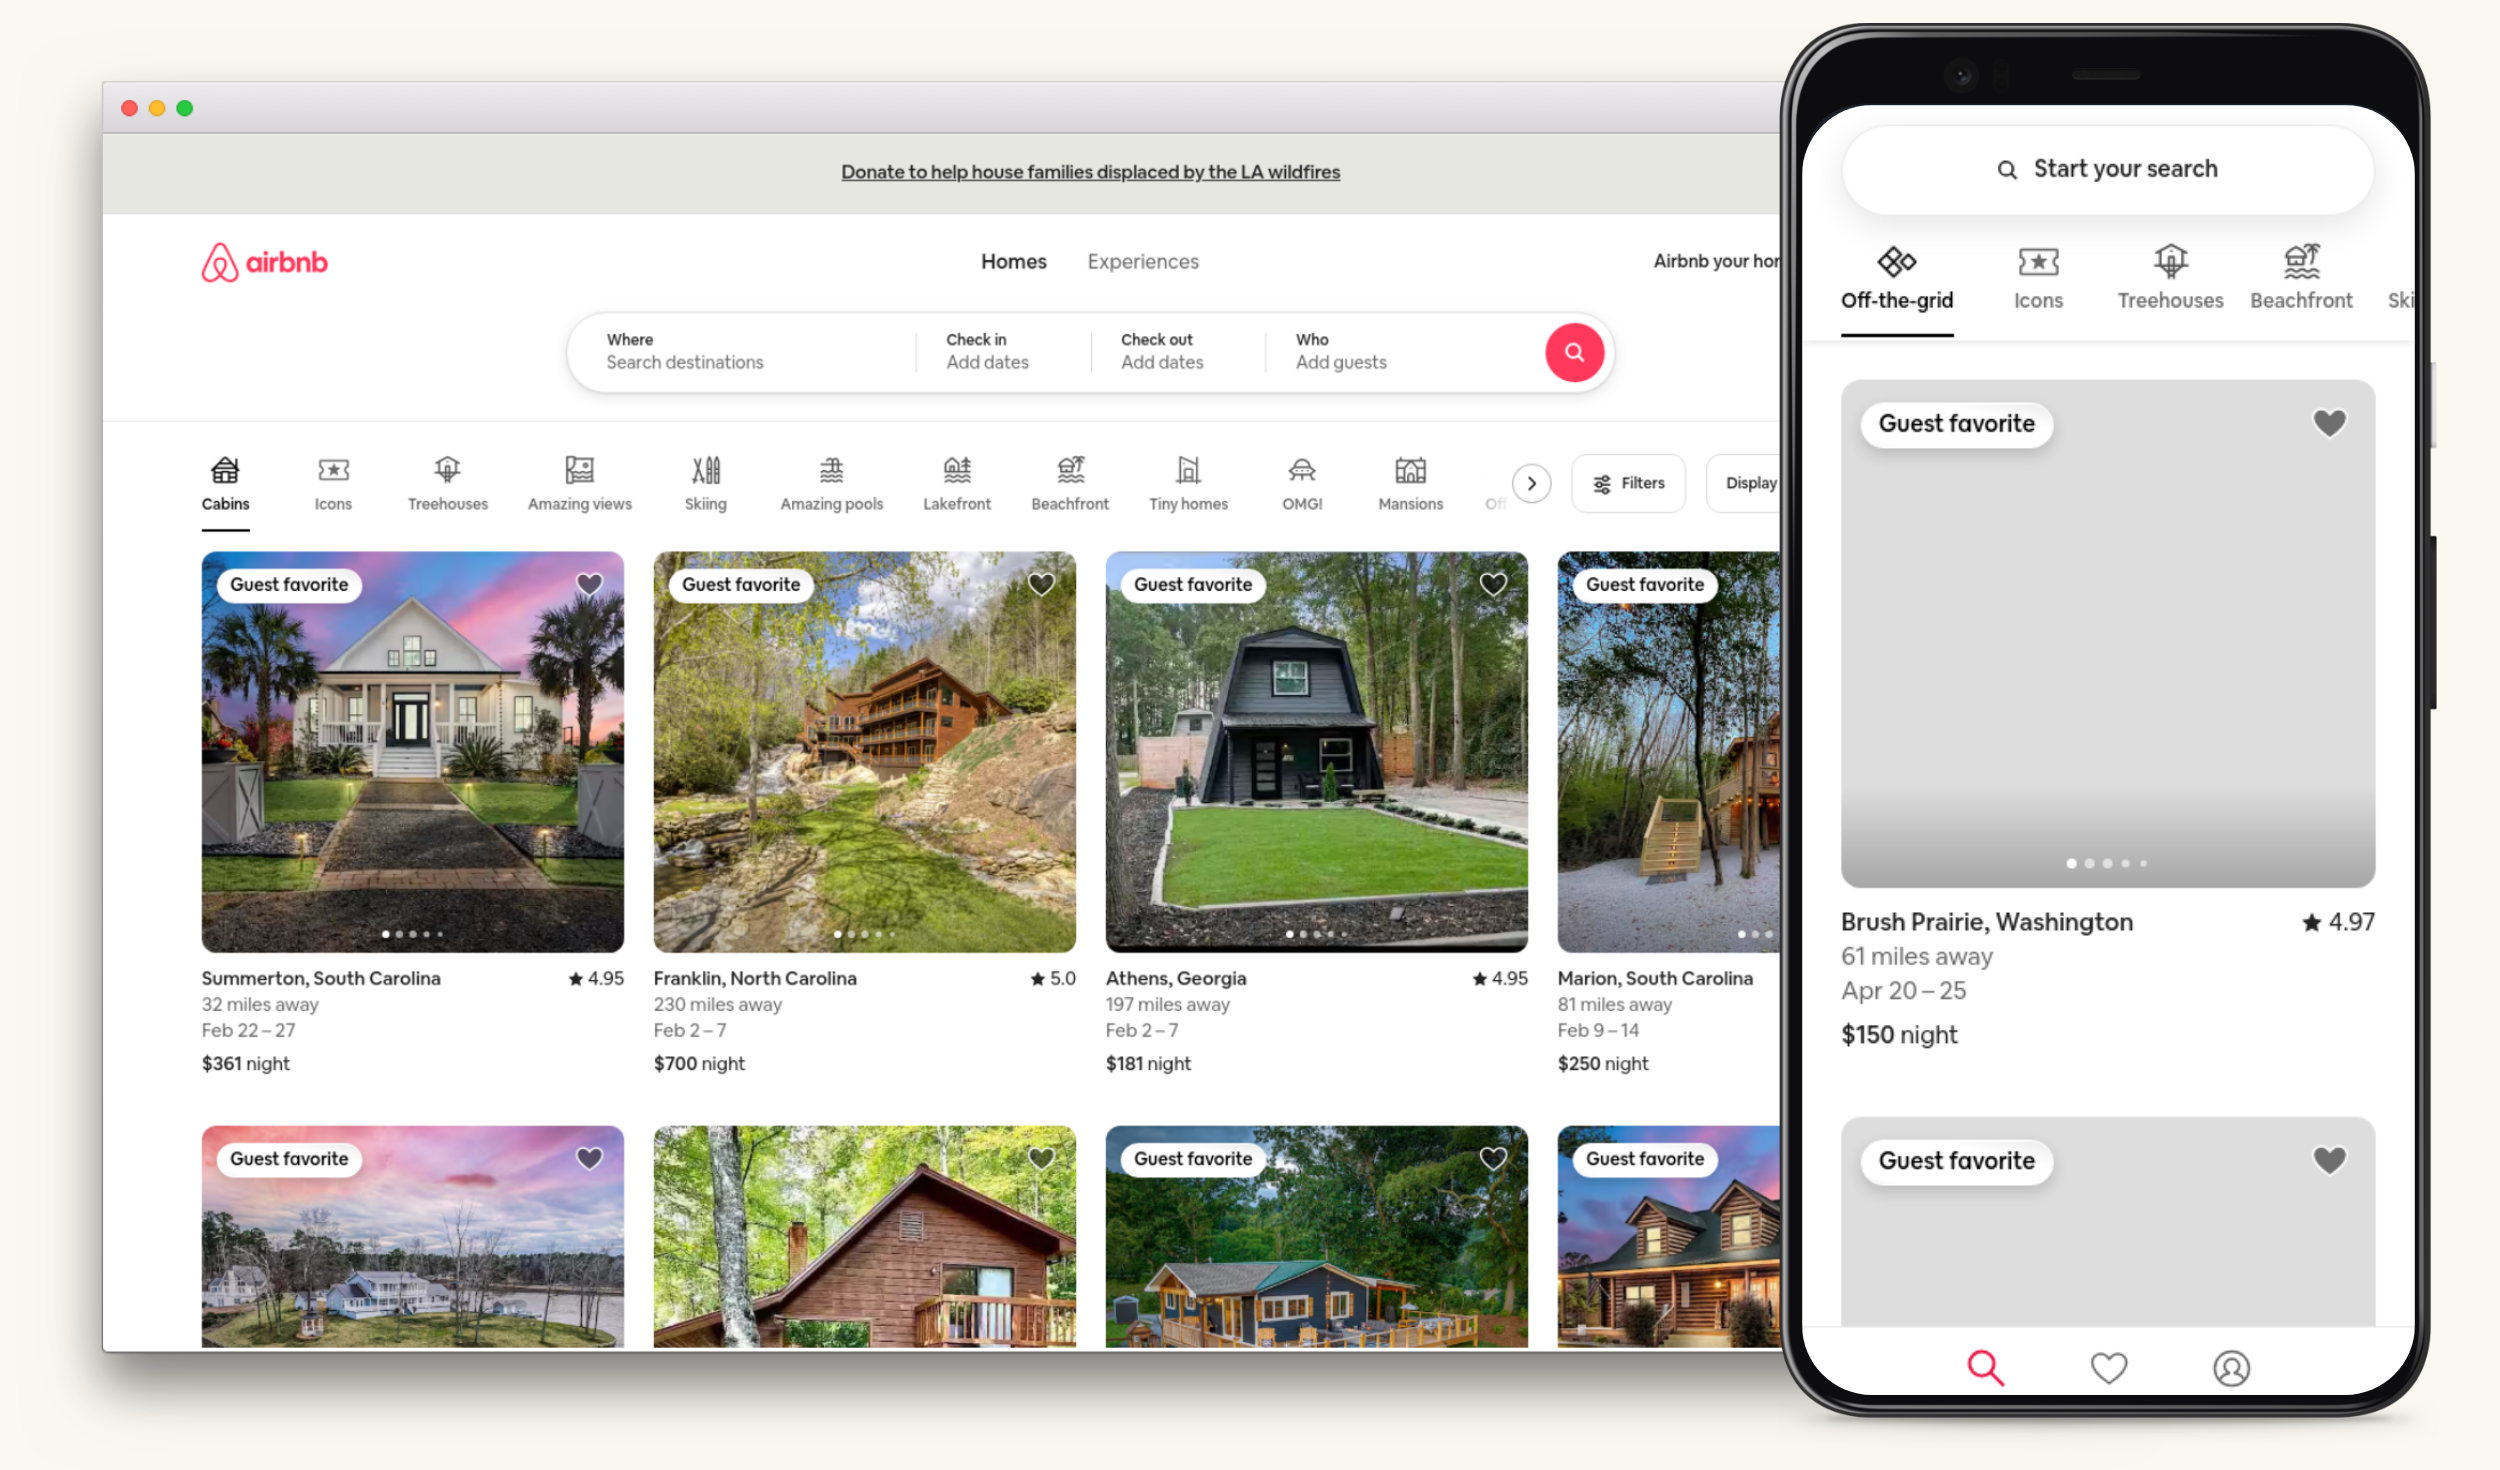 Donate to help house families displaced by the LA wildfires
airbnb
Homes Experiences
Airbnb your
Where Check in Check out Who
Search destinations Add dates Add dates Add guests
Cabins Icons Treehouses Amazing views Skiing Amazing pools Lakefront Beachfront Tiny homes OMG! Mansions
Filters Display
Guest favorite Guest favorite Guest favorite Guest favorite
Summerton, South Carolina ★ 4.95
32 miles away
Feb 22 – 27
$361 night
Franklin, North Carolina ★ 5.0
230 miles away
Feb 2 – 7
$700 night
Athens, Georgia ★ 4.95
197 miles away
Feb 2 – 7
$181 night
Marion, South Carolina
81 miles away
Feb 9 – 14
$250 night
Guest favorite Guest favorite Guest favorite
Start your search
Off-the-grid Icons Treehouses Beachfront
Guest favorite
Brush Prairie, Washington ★ 4.97
61 miles away
Apr 20 – 25
$150 night
Guest favorite